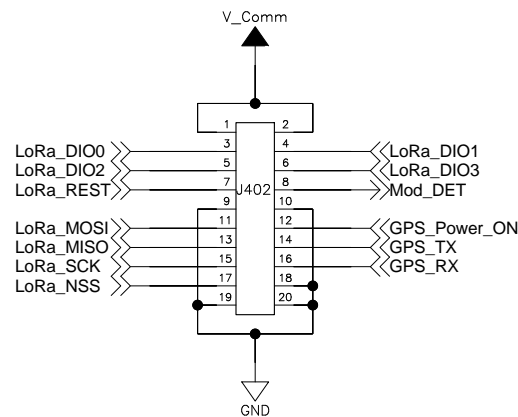 V_Comm
1 2
LoRa_DIO0 3 4 LoRa_DIO1
LoRa_DIO2 5 6 LoRa_DIO3
LoRa_REST 7 J402 8 Mod_DET
9 10
LoRa_MOSI 11 12 GPS_Power_ON
LoRa_MISO 13 14 GPS_TX
LoRa_SCK 15 16 GPS_RX
LoRa_NSS 17 18
19 20
GND